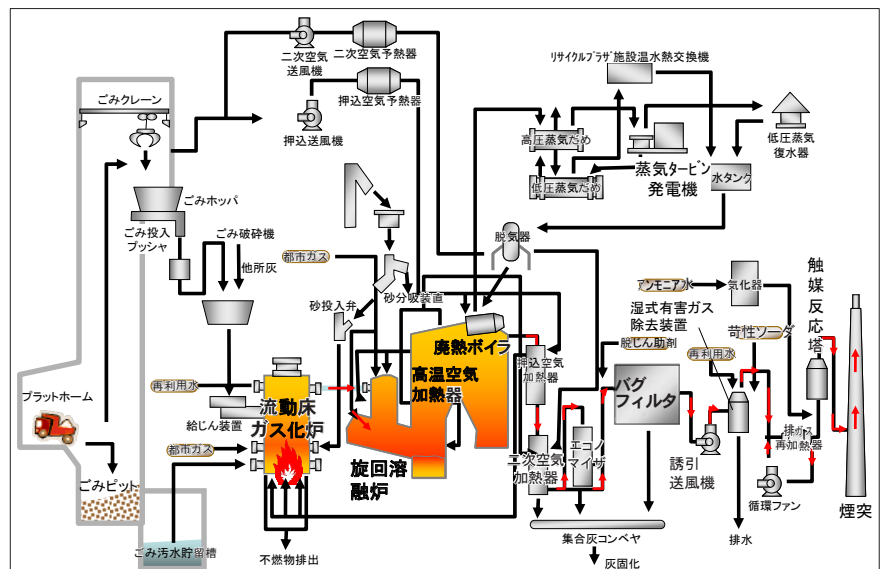 二次空気
送風機
二次空気予熱器
押込送風機
押込空気予熱器
ごみクレーン
ごみホッパ
ごみ投入
プッシャ
ごみ破砕機
他所灰
都市ガス
砂投入弁
砂分級装置
リサイクルプラザ施設温水熱交換機
高圧蒸気だめ
低圧蒸気だめ
蒸気タービン
発電機
低圧蒸気
復水器
水タンク
脱気器
アンモニア水
気化器
触媒反応塔
湿式有害ガス
除去装置
苛性ソーダ
再利用水
脱じん助剤
廃熱ボイラ
高温空気
加熱器
押込空気
加熱器
バグ
フィルタ
再利用水
流動床
ガス化炉
給じん装置
プラットホーム
都市ガス
旋回溶
融炉
二次空気
加熱器
エコノ
マイザ
誘引
送風機
排ガス
再加熱器
循環ファン
煙突
ごみピット
ごみ汚水貯留槽
不燃物排出
集合灰コンベヤ
灰固化
排水